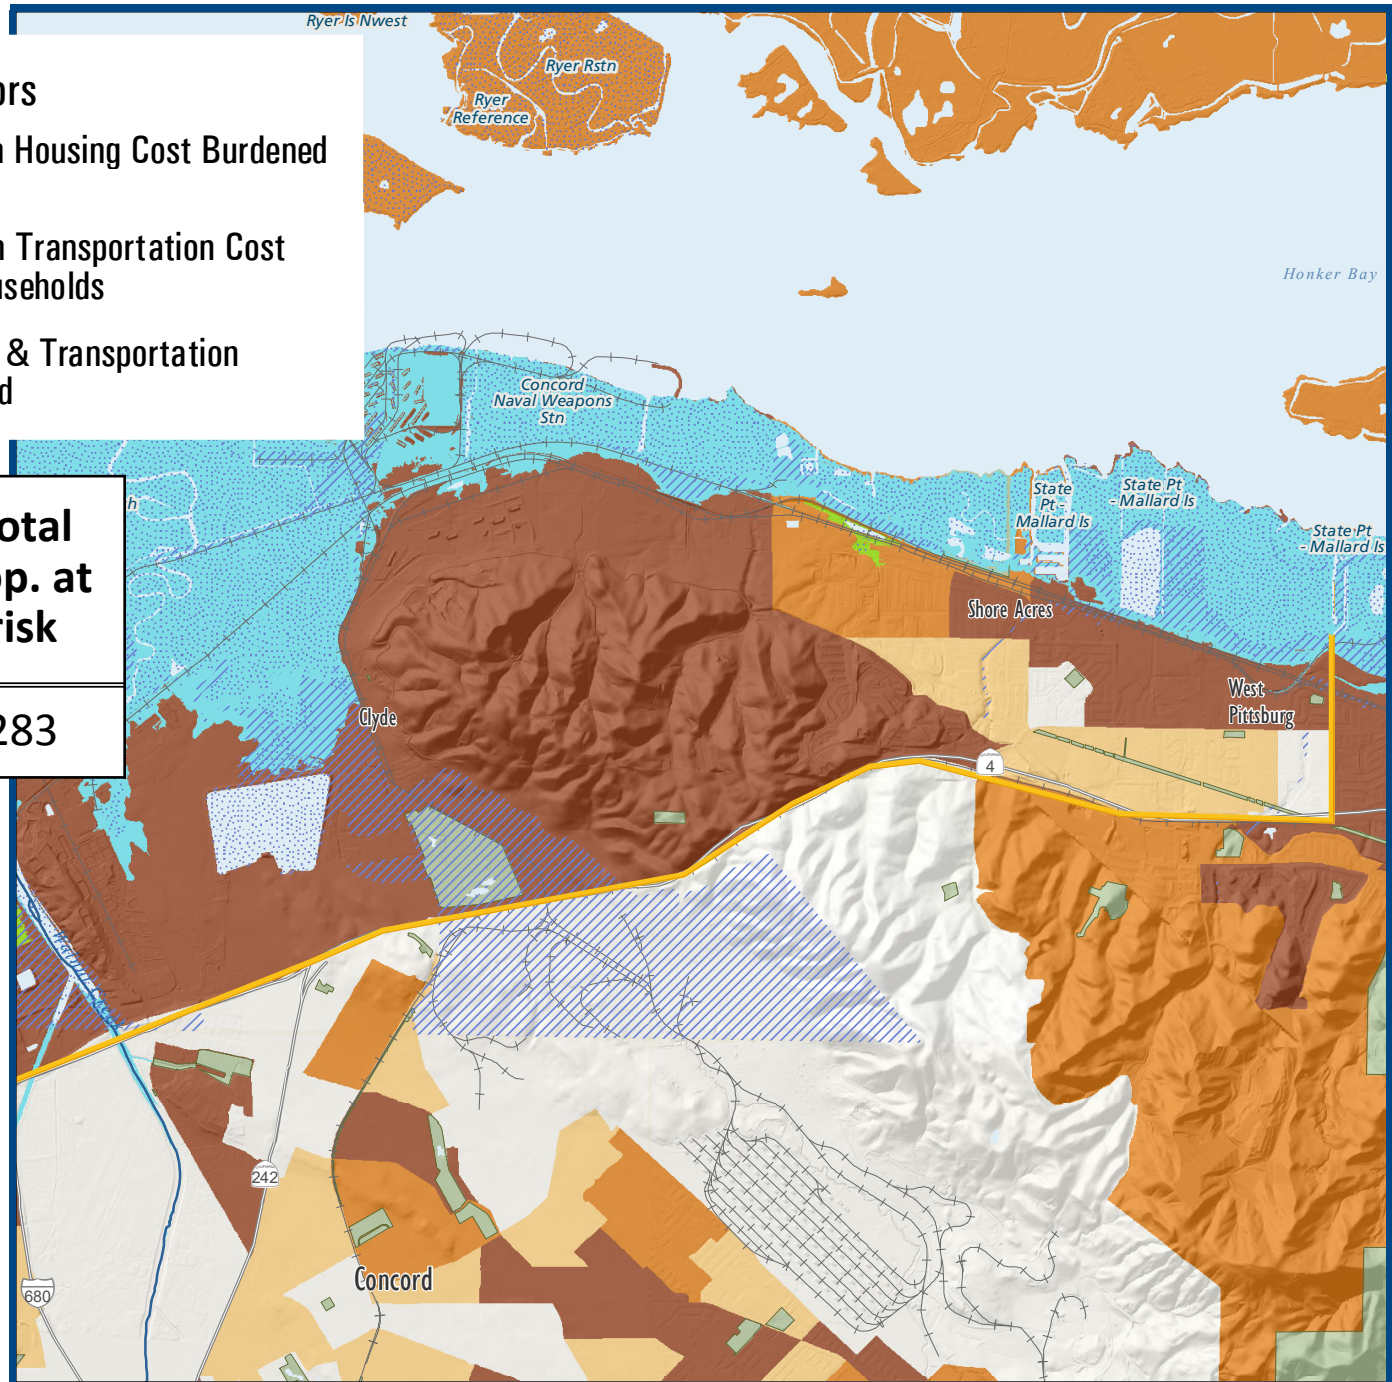 Ryer Is Nwest
Ryer Rstn
Ryer
Reference
ors
n Housing Cost Burdened
n Transportation Cost
useholds
& Transportation
d
Honker Bay
Concord
Naval Weapons
Stn
State
Pt -
Mallard Is
State Pt
- Mallard Is
State Pt
- Mallard Is
h
otal
op. at
risk
283
Shore Acres
West
Pittsburg
Clyde
4
242
Concord
680